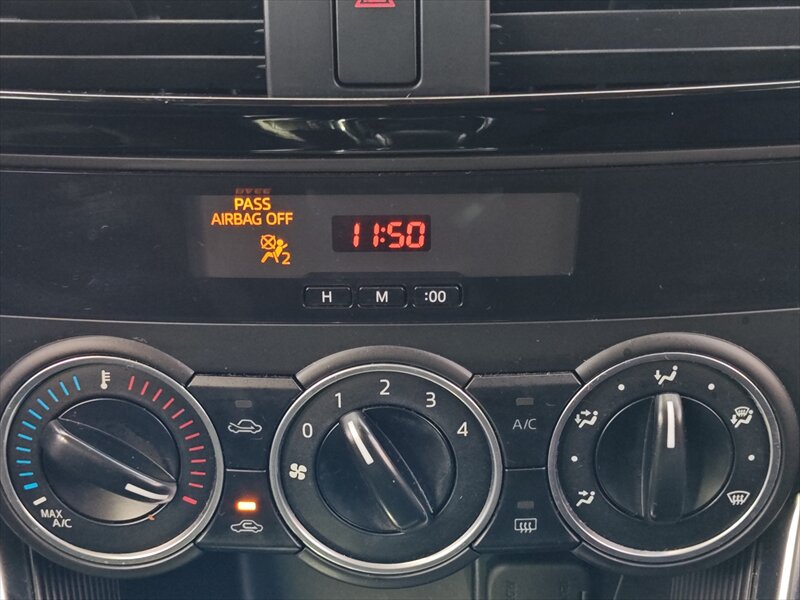 PASS
AIRBAG OFF
2
11:50
H M :00
0 1 2 3 4
A/C
MAX
A/C